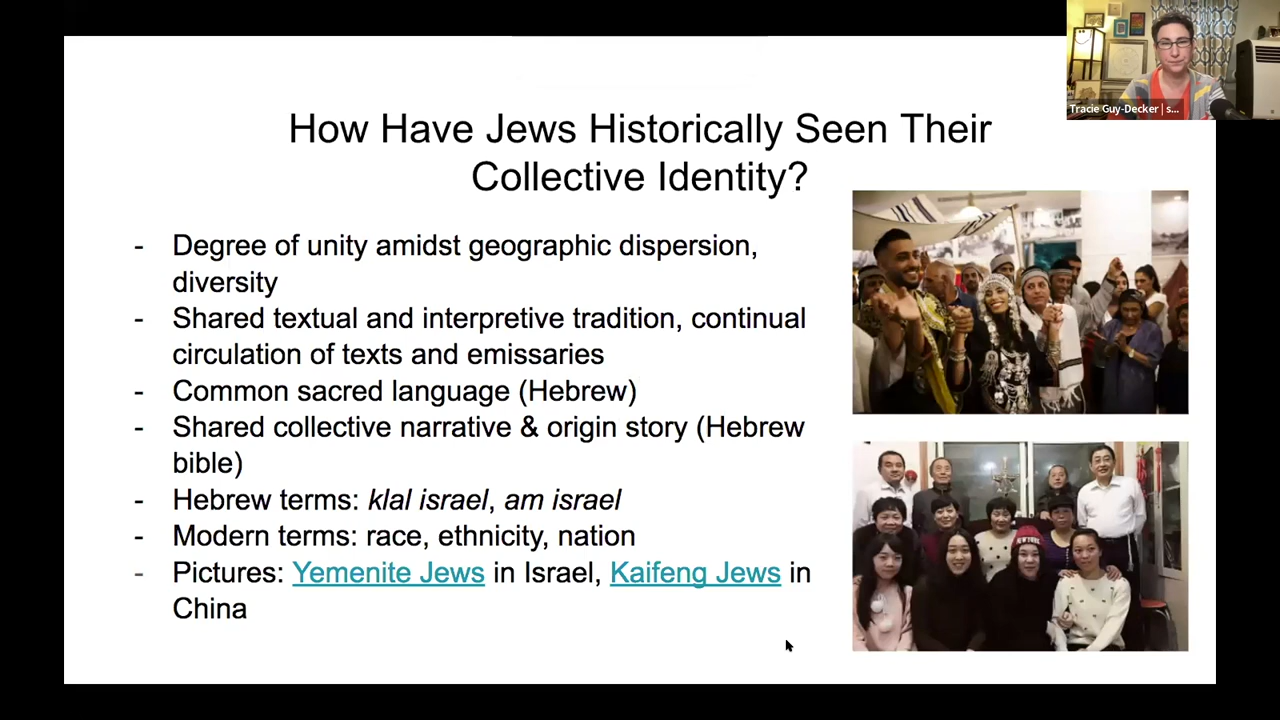 Tracie Guy-Decker | s...
How Have Jews Historically Seen Their
Collective Identity?
- Degree of unity amidst geographic dispersion,
diversity
- Shared textual and interpretive tradition, continual
circulation of texts and emissaries
- Common sacred language (Hebrew)
- Shared collective narrative & origin story (Hebrew
bible)
- Hebrew terms: klal israel, am israel
- Modern terms: race, ethnicity, nation
- Pictures: Yemenite Jews in Israel, Kaifeng Jews in
China
NEW YORK